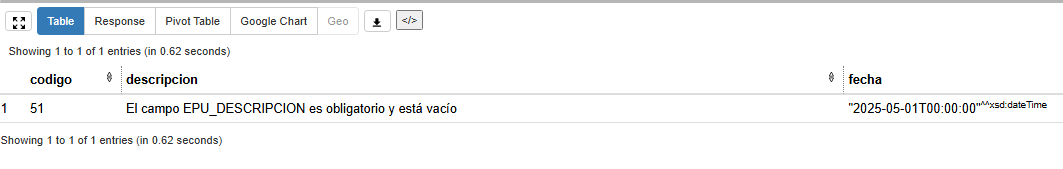 Table Response Pivot Table Google Chart Geo </>
Showing 1 to 1 of 1 entries (in 0.62 seconds)
codigo descripcion fecha
1 51 El campo EPU_DESCRIPCION es obligatorio y está vacío "2025-05-01T00:00:00"^^xsd:dateTime
Showing 1 to 1 of 1 entries (in 0.62 seconds)